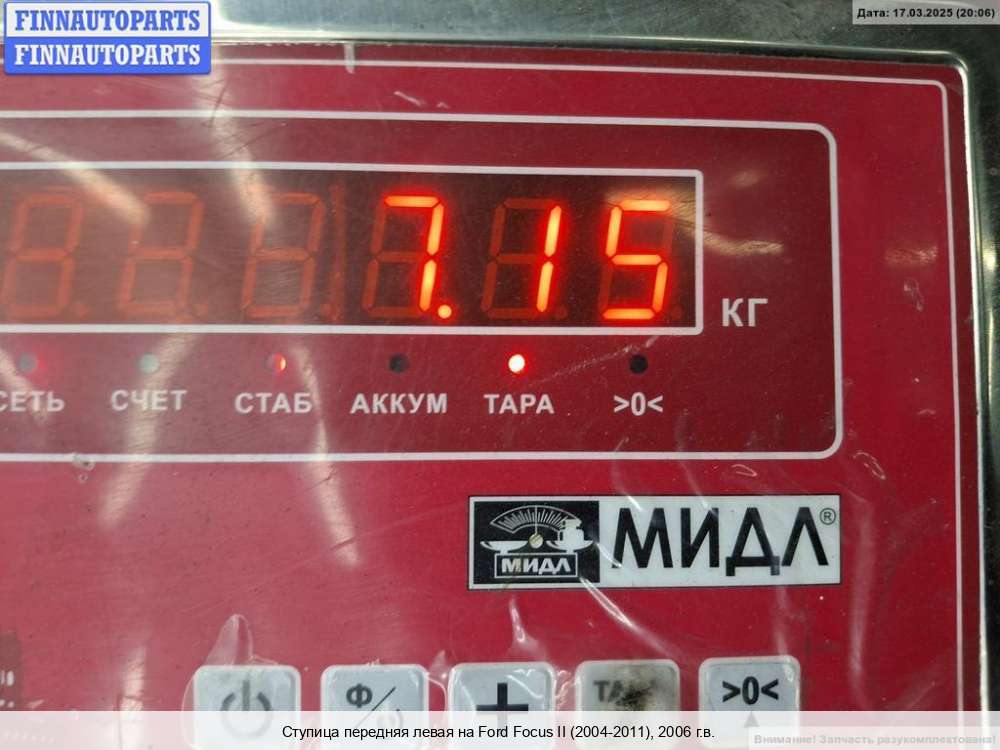 FINNAUTOPARTS
FINNAUTOPARTS
Дата: 17.03.2025 (20:06)
7.15
КГ
СЕТЬ СЧЕТ СТАБ АККУМ ТАРА >0<
МИДЛ МИДЛ®
Ф + >0<
Ступица передняя левая на Ford Focus II (2004-2011), 2006 г.в.
Внимание! Запчасть разукомплектована!